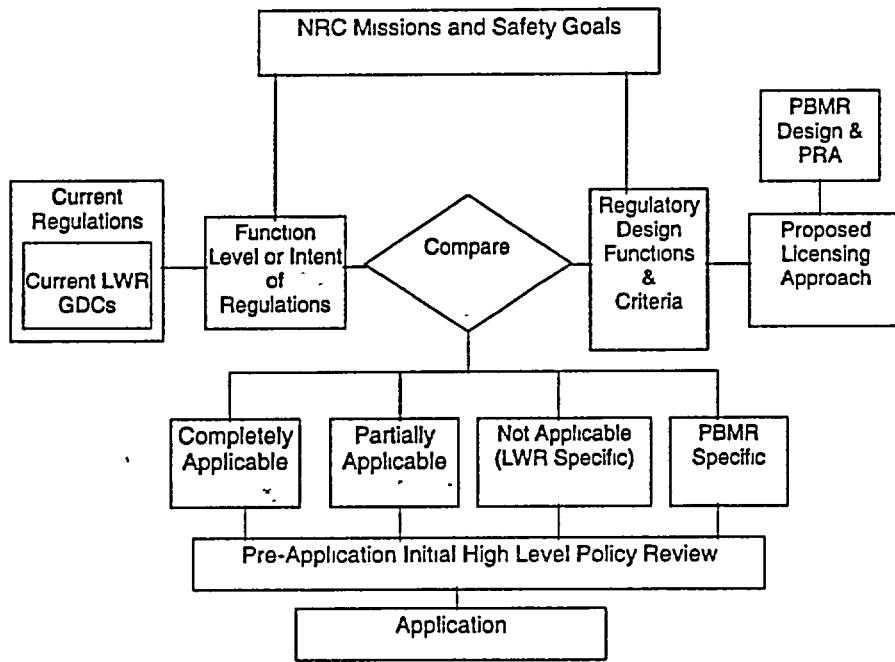 NRC Missions and Safety Goals
PBMR
Design &
PRA
Current
Regulations
Current LWR
GDCs
Function
Level or Intent
of
Regulations
Compare
Regulatory
Design
Functions
&
Criteria
Proposed
Licensing
Approach
Completely
Applicable
Partially
Applicable
Not Applicable
(LWR Specific)
PBMR
Specific
Pre-Application Initial High Level Policy Review
Application